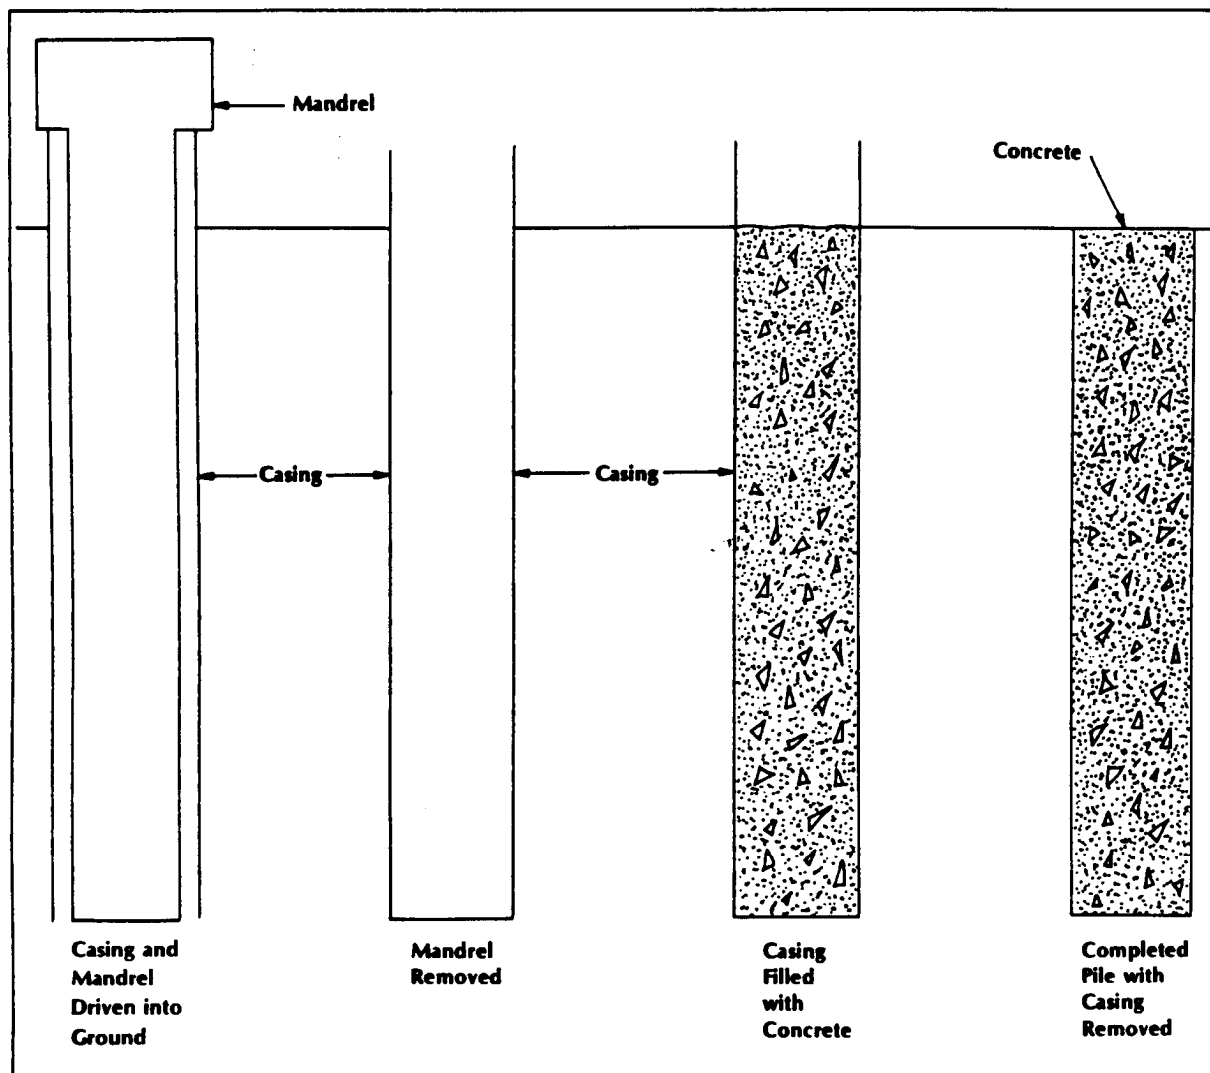 Mandrel
Concrete
Casing
Casing
Casing and
Mandrel
Driven into
Ground
Mandrel
Removed
Casing
Filled
with
Concrete
Completed
Pile with
Casing
Removed